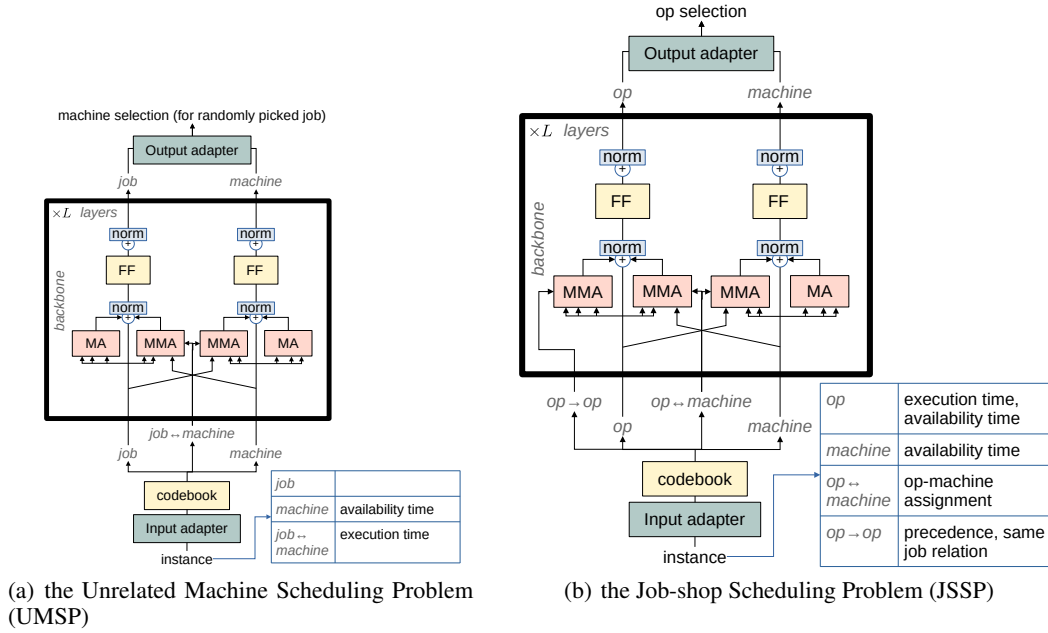 machine selection (for randomly picked job)
Output adapter
job machine
×L layers
norm norm
+ +
FF FF
backbone
norm norm
+ +
MA MMA MMA MA
job↔machine
job machine
codebook
Input adapter
instance
job
machine availability time
job↔ execution time
machine
(a) the Unrelated Machine Scheduling Problem
(UMSP)
op selection
Output adapter
op machine
×L layers
norm norm
+ +
FF FF
backbone
norm norm
+ +
MMA MMA MMA MA
op→op op↔machine
op machine
codebook
Input adapter
instance
op execution time,
availability time
machine availability time
op↔ op-machine
machine assignment
op→op precedence, same
job relation
(b) the Job-shop Scheduling Problem (JSSP)